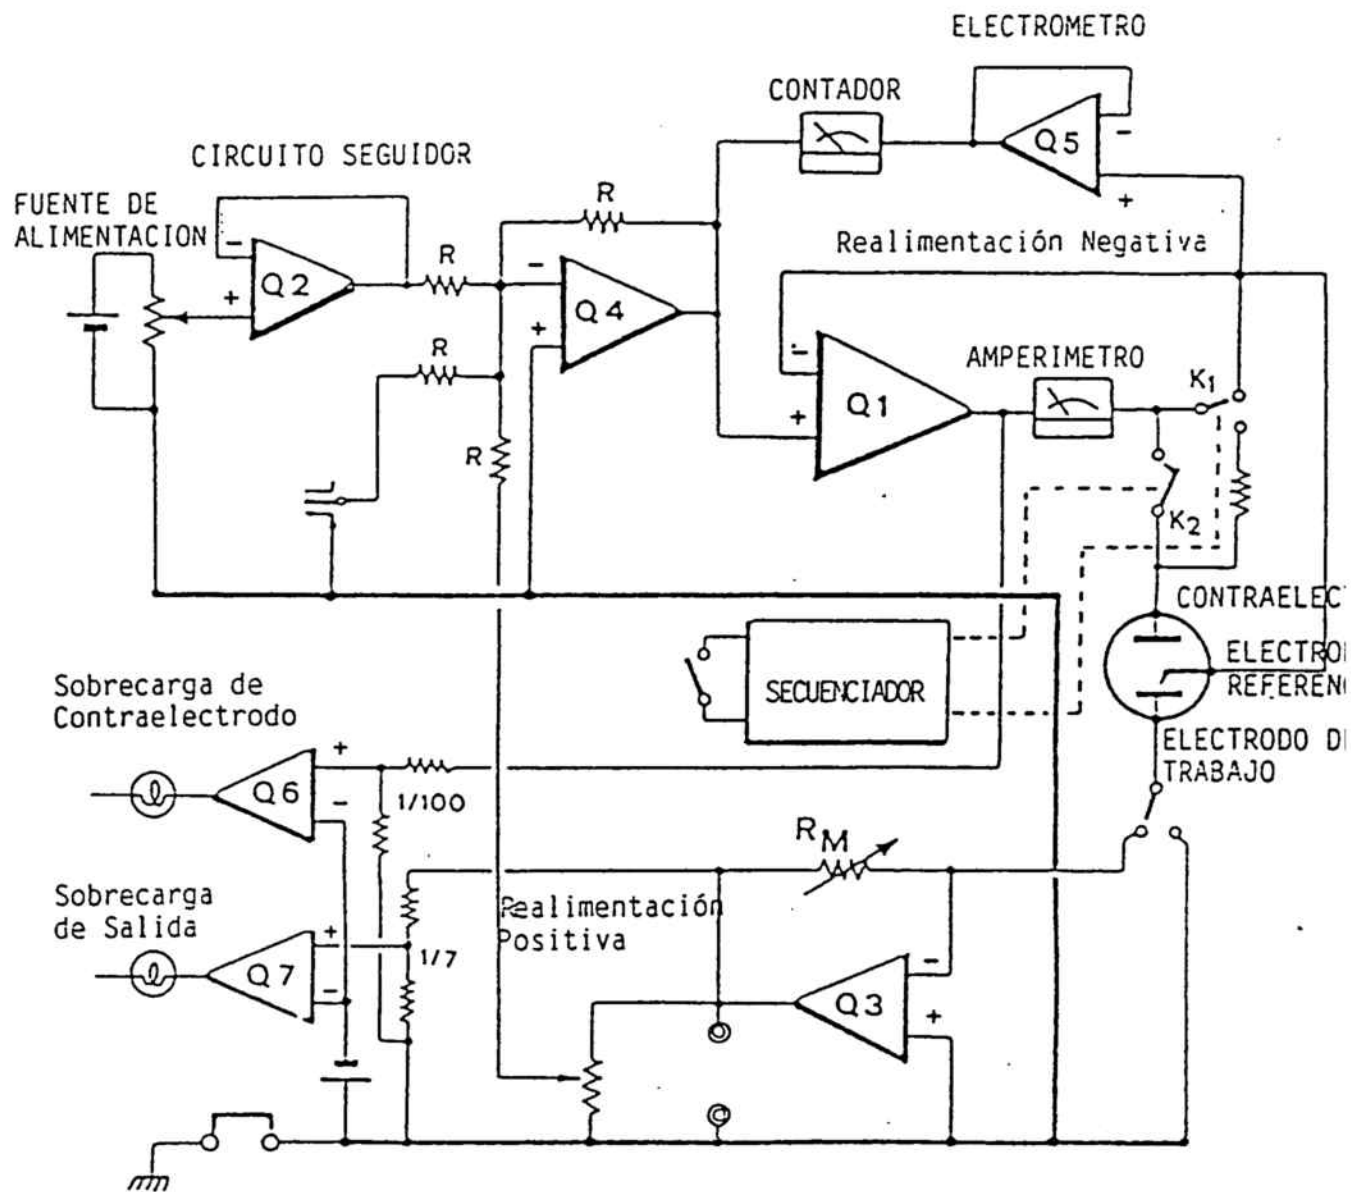 ELECTROMETRO
CONTADOR
Q5
-
+
CIRCUITO SEGUIDOR
FUENTE DE
ALIMENTACION
-
Q2
+
R
R
R
R
-
Q4
+
Realimentación Negativa
-
Q1
+
AMPERIMETRO
K1
K2
CONTRAELEC
ELECTRO
REFEREN
SECUENCIADOR
ELECTRODO D
TRABAJO
Sobrecarga de
Contraelectrodo
+
Q6
-
1/100
RM
Sobrecarga
de Salida
+
Q7
-
1/7
Realimentación
Positiva
-
Q3
+